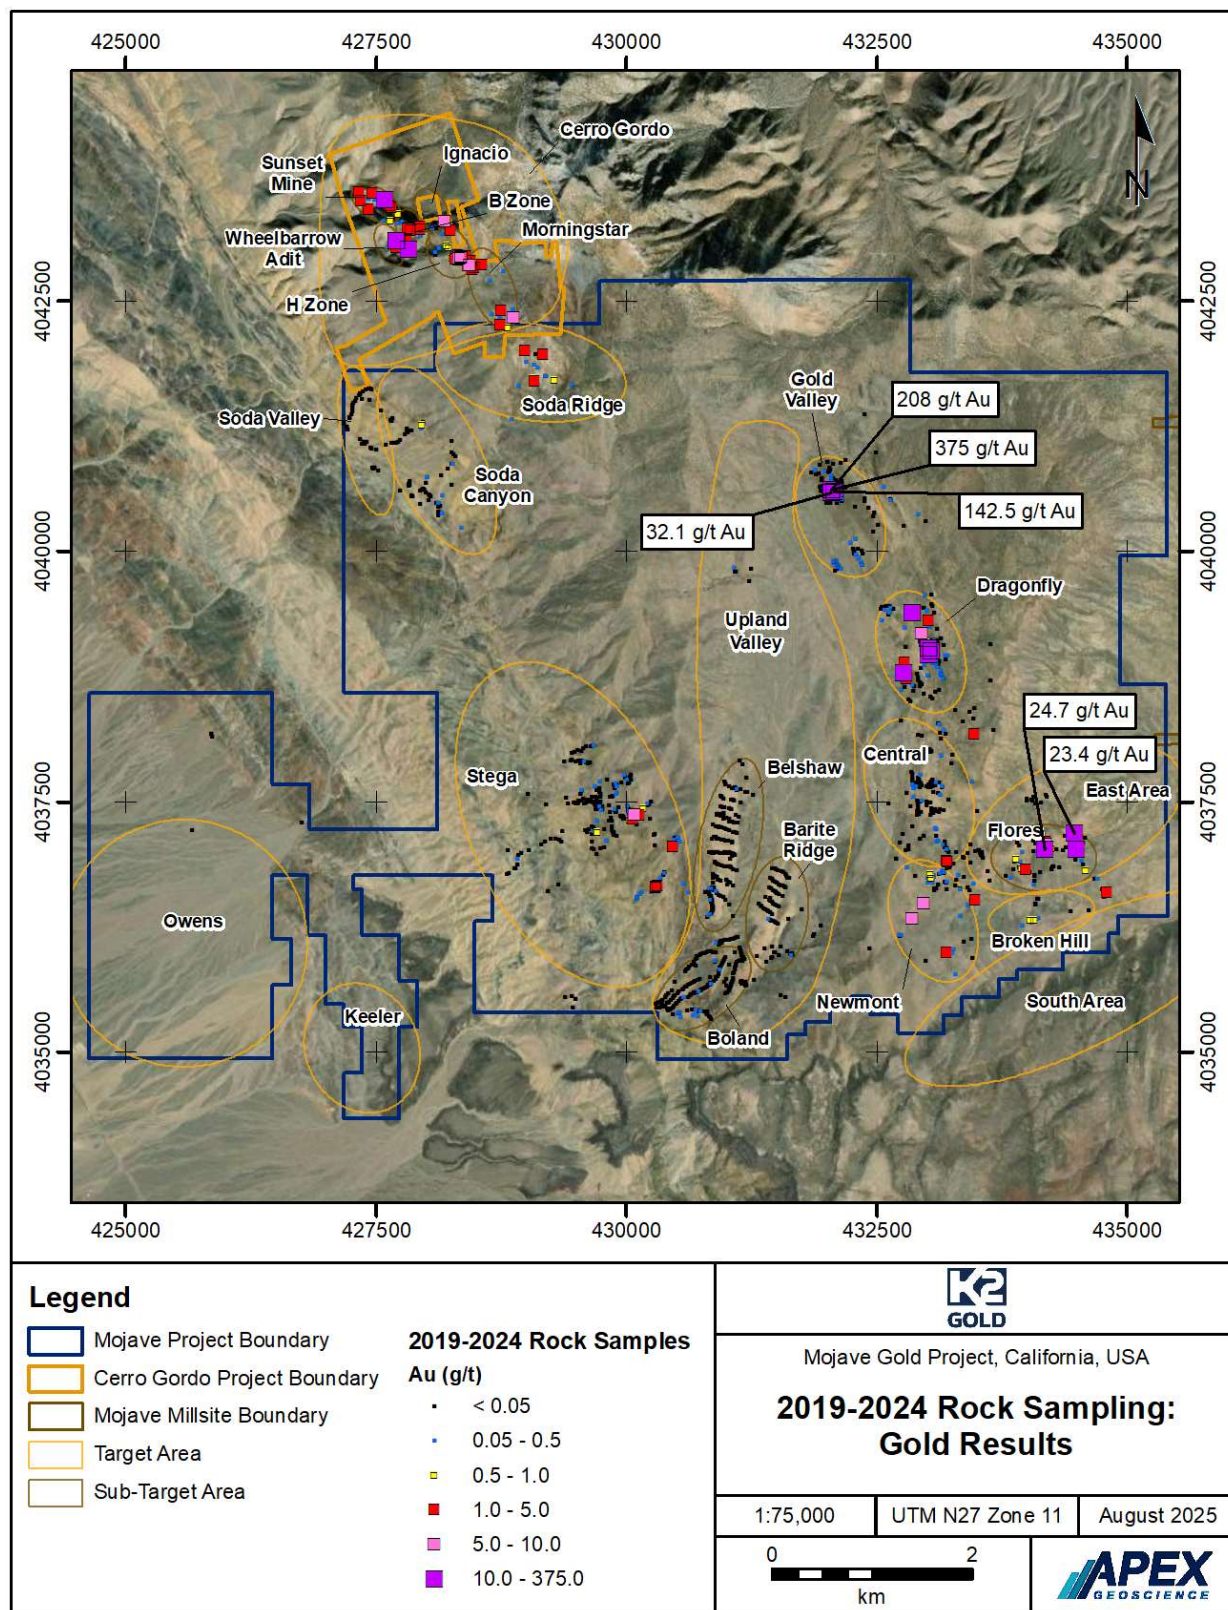 425000
427500
430000
432500
435000
Cerro Gordo
Ignacio
Sunset
Mine
B Zone
Morningstar
Wheelbarrow
Adit
H Zone
4042500
4042500
Gold
Valley
208 g/t Au
Soda Ridge
Soda Valley
375 g/t Au
Soda
Canyon
142.5 g/t Au
32.1 g/t Au
4040000
4040000
Dragonfly
Upland
Valley
24.7 g/t Au
23.4 g/t Au
Central
Stega
Belshaw
East Area
4037500
4037500
Barite
Ridge
Flores
Owens
Broken Hill
Newmont
South Area
Keeler
Boland
4035000
4035000
425000
427500
430000
432500
435000
N
Legend
Mojave Project Boundary
Cerro Gordo Project Boundary
Mojave Millsite Boundary
Target Area
Sub-Target Area
2019-2024 Rock Samples
Au (g/t)
< 0.05
0.05 - 0.5
0.5 - 1.0
1.0 - 5.0
5.0 - 10.0
10.0 - 375.0
K2
GOLD
Mojave Gold Project, California, USA
2019-2024 Rock Sampling:
Gold Results
1:75,000
UTM N27 Zone 11
August 2025
0
2
km
APEX
GEOSCIENCE